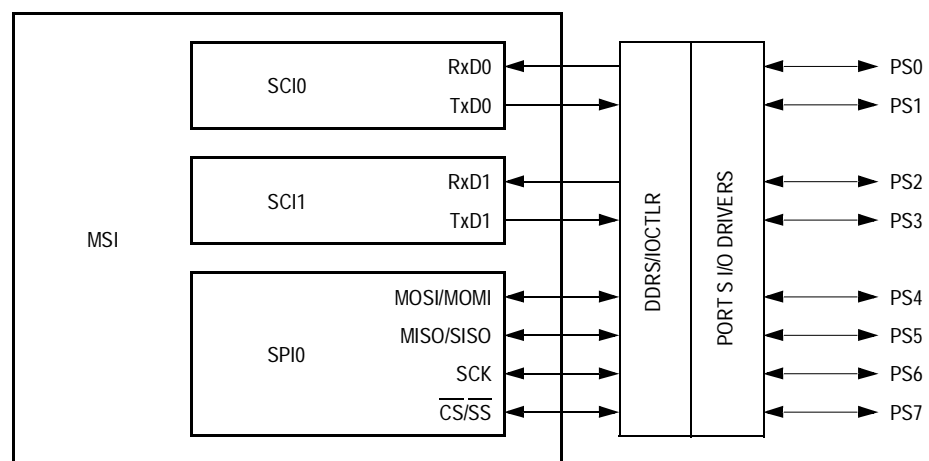 RxD0 PS0
SCI0
TxD0 PS1
RxD1 PS2
SCI1
TxD1 PS3
MSI
DDRS/IOCTLR
PORT S I/O DRIVERS
MOSI/MOMI PS4
MISO/SISO PS5
SPI0
SCK PS6
CS/SS PS7